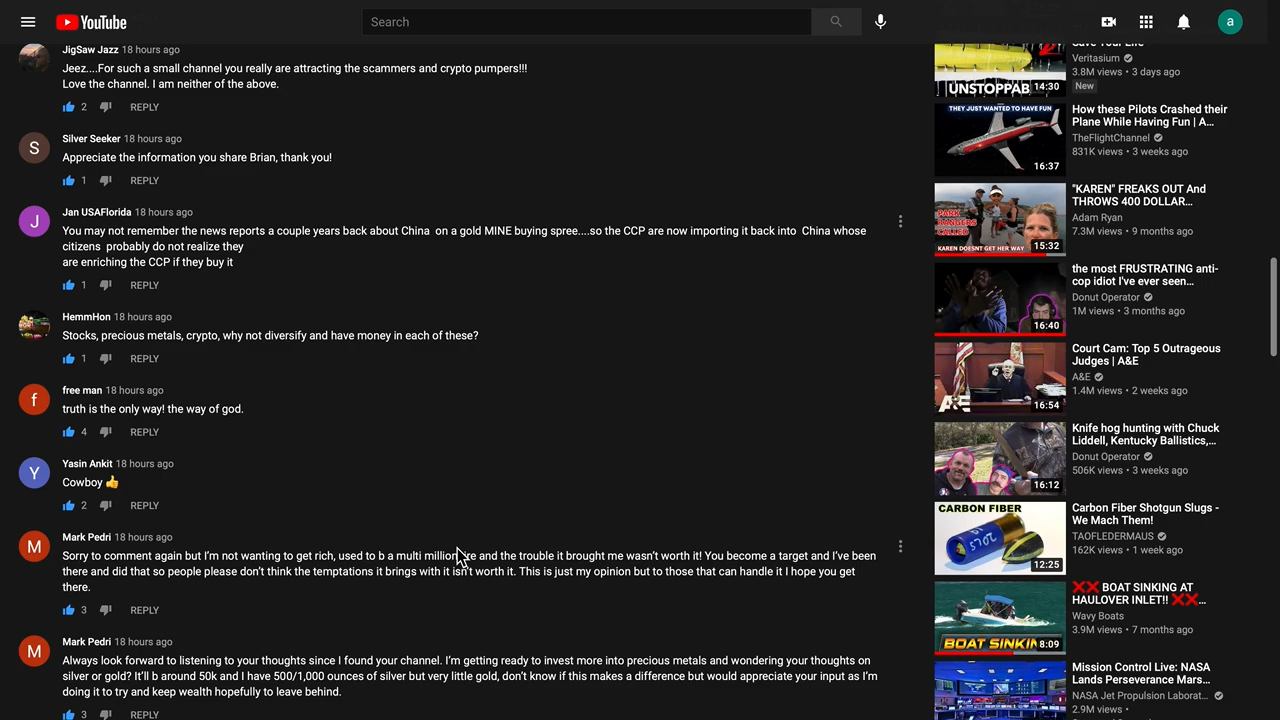 YouTube
Search
a
JigSaw Jazz 18 hours ago
Jeez....For such a small channel you really are attracting the scammers and crypto pumpers!!!
Love the channel. I am neither of the above.
2 REPLY
S
Silver Seeker 18 hours ago
Appreciate the information you share Brian, thank you!
1 REPLY
J
Jan USAFlorida 18 hours ago
You may not remember the news reports couple years back about China on a gold MINE buying spree....so the CCP are now importing it back into China whose
citizens probably do not realize they
are enriching the CCP if they buy it
1 REPLY
HemmHon 18 hours ago
Stocks, precious metals, crypto, why not diversify and have money in each of these?
1 REPLY
f
free man 18 hours ago
truth is the only way! the way of god.
4 REPLY
Y
Yasin Ankit 18 hours ago
Cowboy 👍
2 REPLY
M
Mark Pedri 18 hours ago
Sorry to comment again but I'm not wanting to get rich, used to b a multi millionaire and the trouble it brought me wasn't worth it! You become a target and I've been
there and did that so people please don't think the temptations it brings with it isn't worth it. This is just my opinion but to those that can handle it I hope you get
there.
3 REPLY
M
Mark Pedri 18 hours ago
Always look forward to listening to your thoughts since I found your channel. I'm getting ready to invest more into precious metals and wondering your thoughts on
silver or gold? It'll b around 50k and I have 500/1,000 ounces of silver but very little gold, don't know if this makes a difference but would appreciate your input as I'm
doing it to try and keep wealth hopefully to leave behind.
3 REPLY
Save Your Life
Veritasium
3.8M views • 3 days ago
New
UNSTOPPAB
14:30
THEY JUST WANTED TO HAVE FUN
16:37
How these Pilots Crashed their
Plane While Having Fun | A...
TheFlightChannel
831K views • 3 weeks ago
PARK
RANGERS
CALLED
KAREN DOESNT GET HER WAY
15:32
"KAREN" FREAKS OUT And
THROWS 400 DOLLAR...
Adam Ryan
7.3M views • 9 months ago
16:40
the most FRUSTRATING anti-
cop idiot I've ever seen...
Donut Operator
1M views • 3 months ago
A&E
16:54
Court Cam: Top 5 Outrageous
Judges | A&E
A&E
1.4M views • 2 weeks ago
16:12
Knife hog hunting with Chuck
Liddell, Kentucky Ballistics,...
Donut Operator
506K views • 3 weeks ago
CARBON FIBER
12:25
Carbon Fiber Shotgun Slugs -
We Mach Them!
TAOFLEDERMAUS
162K views • 1 week ago
BOAT SINKIN
8:09
❌❌ BOAT SINKING AT
HAULOVER INLET!! ❌❌...
Wavy Boats
3.9M views • 7 months ago
Mission Control Live: NASA
Lands Perseverance Mars...
NASA Jet Propulsion Laborat...
2.9M views •